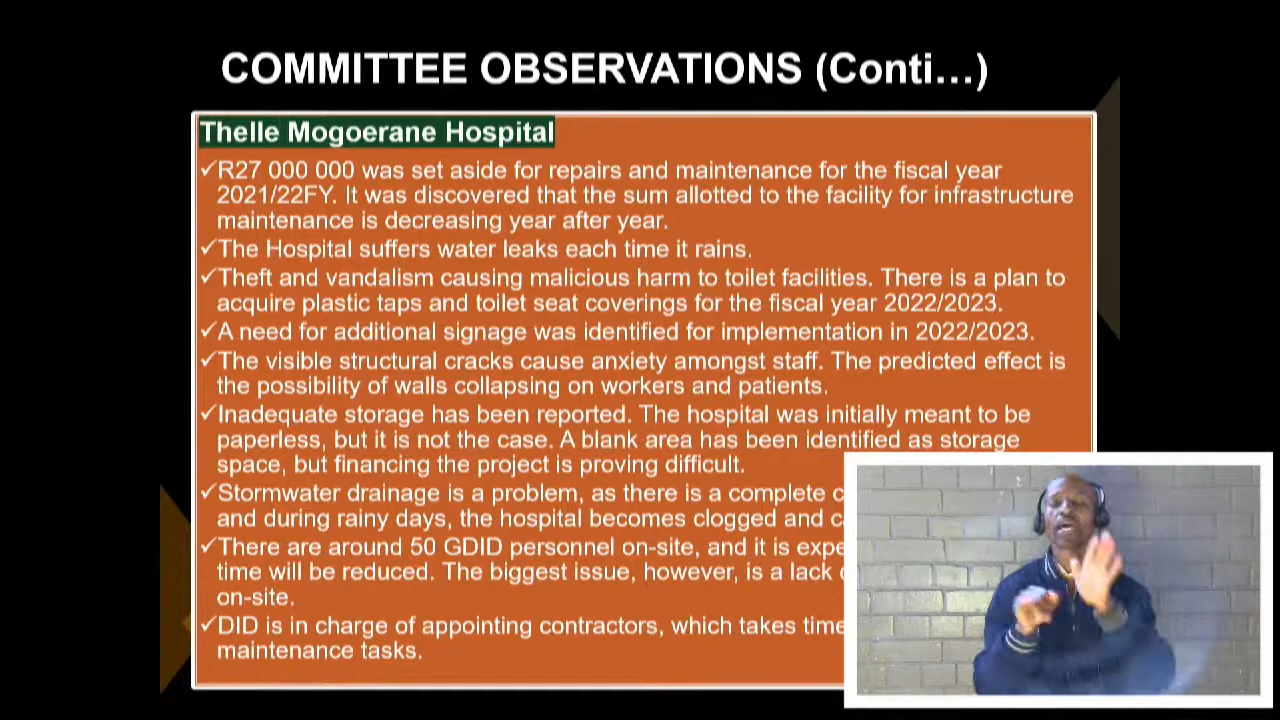 COMMITTEE OBSERVATIONS (Conti...)
Thelle Mogoerane Hospital
✓R27 000 000 was set aside for repairs and maintenance for the fiscal year
2021/22FY. It was discovered that the sum allotted to the facility for infrastructure
maintenance is decreasing year after year.
✓The Hospital suffers water leaks each time it rains.
✓Theft and vandalism causing malicious harm to toilet facilities. There is a plan to
acquire plastic taps and toilet seat coverings for the fiscal year 2022/2023.
✓A need for additional signage was identified for implementation in 2022/2023.
✓The visible structural cracks cause anxiety amongst staff. The predicted effect is
the possibility of walls collapsing on workers and patients.
✓Inadequate storage has been reported. The hospital was initially meant to be
paperless, but it is not the case. A blank area has been identified as storage
space, but financing the project is proving difficult.
✓Stormwater drainage is a problem, as there is a complete
and during rainy days, the hospital becomes clogged and
✓There are around 50 GDID personnel on-site, and it is
time will be reduced. The biggest issue, however, is a lack
on-site.
✓DID is in charge of appointing contractors, which takes time
maintenance tasks.